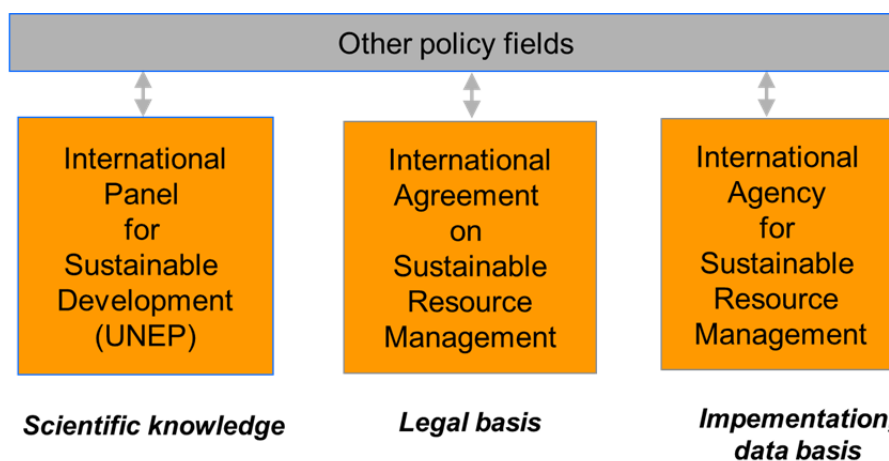 Other policy fields
International
Panel
for
Sustainable
Development
(UNEP)
International
Agreement
on
Sustainable
Resource
Management
International
Agency
for
Sustainable
Resource
Management
Scientific knowledge
Legal basis
Impementation,
data basis